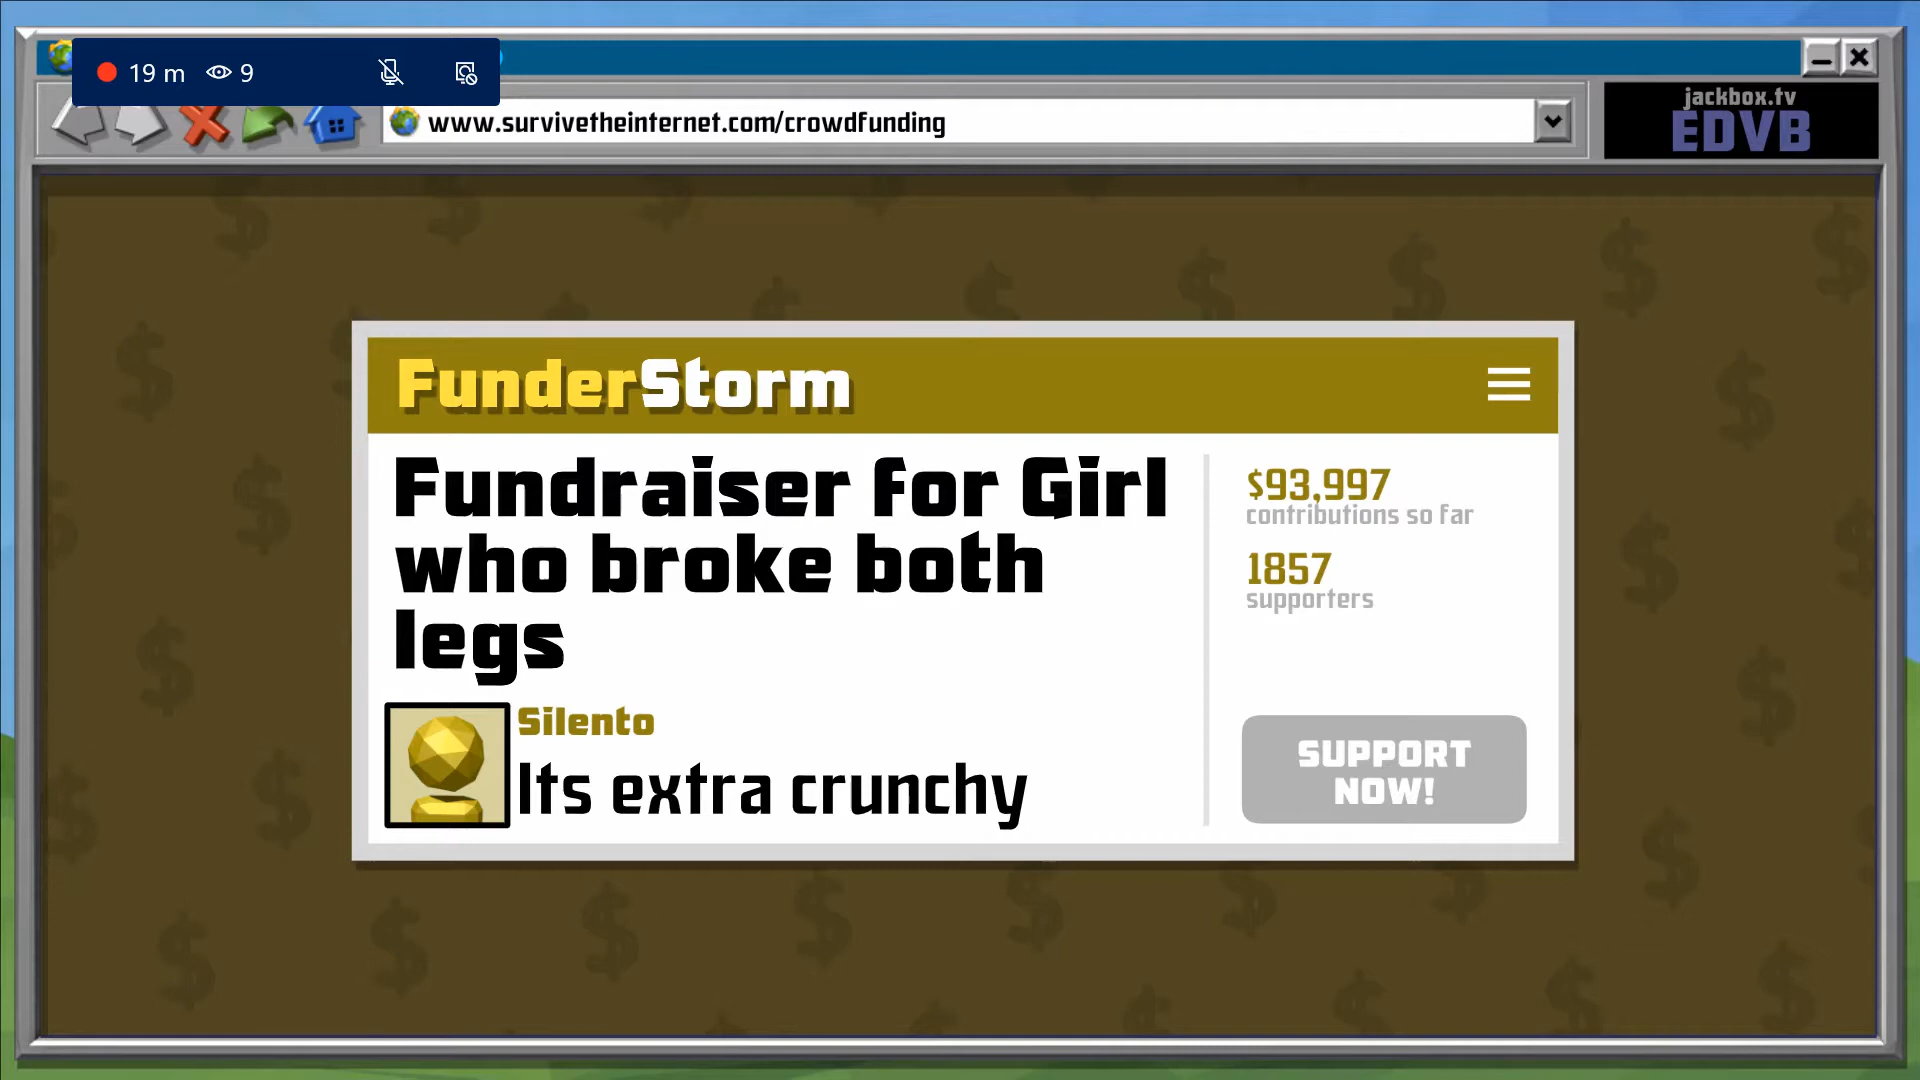 19 m 9
www.survivetheinternet.com/crowdfunding
jackbox.tv
EDVB
FunderStorm
Fundraiser for Girl
who broke both
legs
Silento
Its extra crunchy
$93,997
contributions so far
1857
supporters
SUPPORT
NOW!